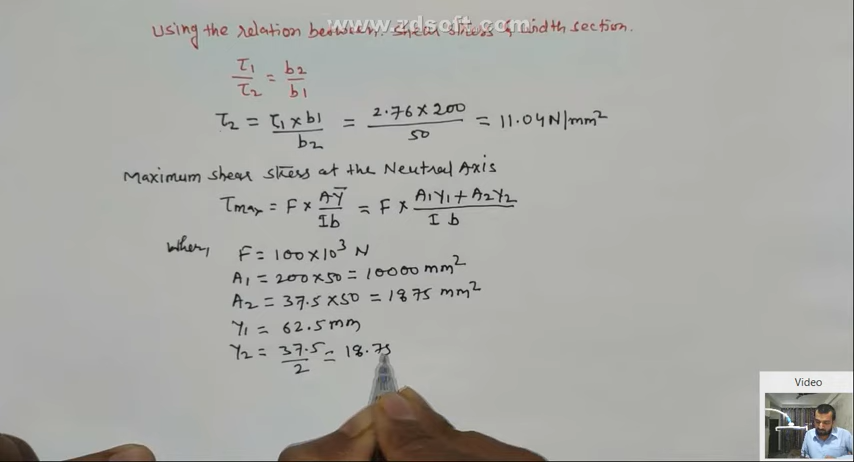 www.zdsoft.com
Using the relation between shear stress & width section.
τ1/τ2 = b2/b1
τ2 = τ1 × b1 / b2 = 2.76 × 200 / 50 = 11.04 N/mm²
Maximum shear stress at the Neutral Axis
τmax = F × AȲ / Ib = F × A1Y1 + A2Y2 / I b
When, F = 100 × 10³ N
A1 = 200 × 50 = 10000 mm²
A2 = 37.5 × 50 = 1875 mm²
Y1 = 62.5 mm
Y2 = 37.5 / 2 = 18.75
Video